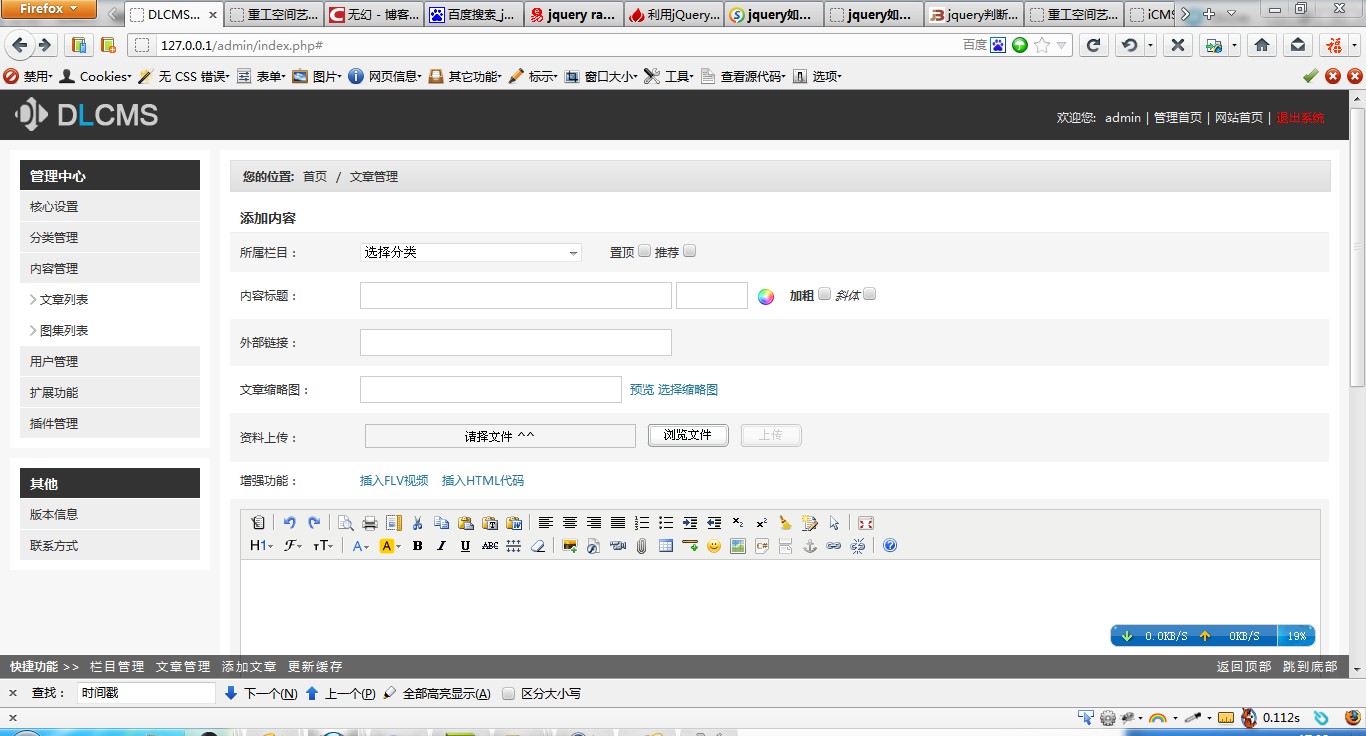 Firefox
DLCMS... 重工空间艺... 无幻 - 博客... 百度搜索_j... jquery ra... 利用jQuery... jquery如... jquery如... jquery判断... 重工空间艺... iCMS
127.0.0.1/admin/index.php# 百度 福
禁用 Cookies 无 CSS 错误 表单 图片 网页信息 其它功能 标示 窗口大小 工具 查看源代码 选项
DLCMS
欢迎您: admin | 管理首页 | 网站首页 | 退出系统
管理中心
核心设置
分类管理
内容管理
文章列表
图集列表
用户管理
扩展功能
插件管理
其他
版本信息
联系方式
您的位置: 首页 / 文章管理
添加内容
所属栏目： 选择分类 置顶 推荐
内容标题： 加粗 斜体
外部链接：
文章缩略图： 预览 选择缩略图
资料上传： 请择文件 ^^ 浏览文件 上传
增强功能： 插入FLV视频 插入HTML代码
H1 F TT A A B I U ABC
0.0KB/S 0KB/S 19%
快捷功能 >> 栏目管理 文章管理 添加文章 更新缓存 返回顶部 跳到底部
× 查找： 时间戳 下一个(N) 上一个(P) 全部高亮显示(A) 区分大小写
× 0.112s